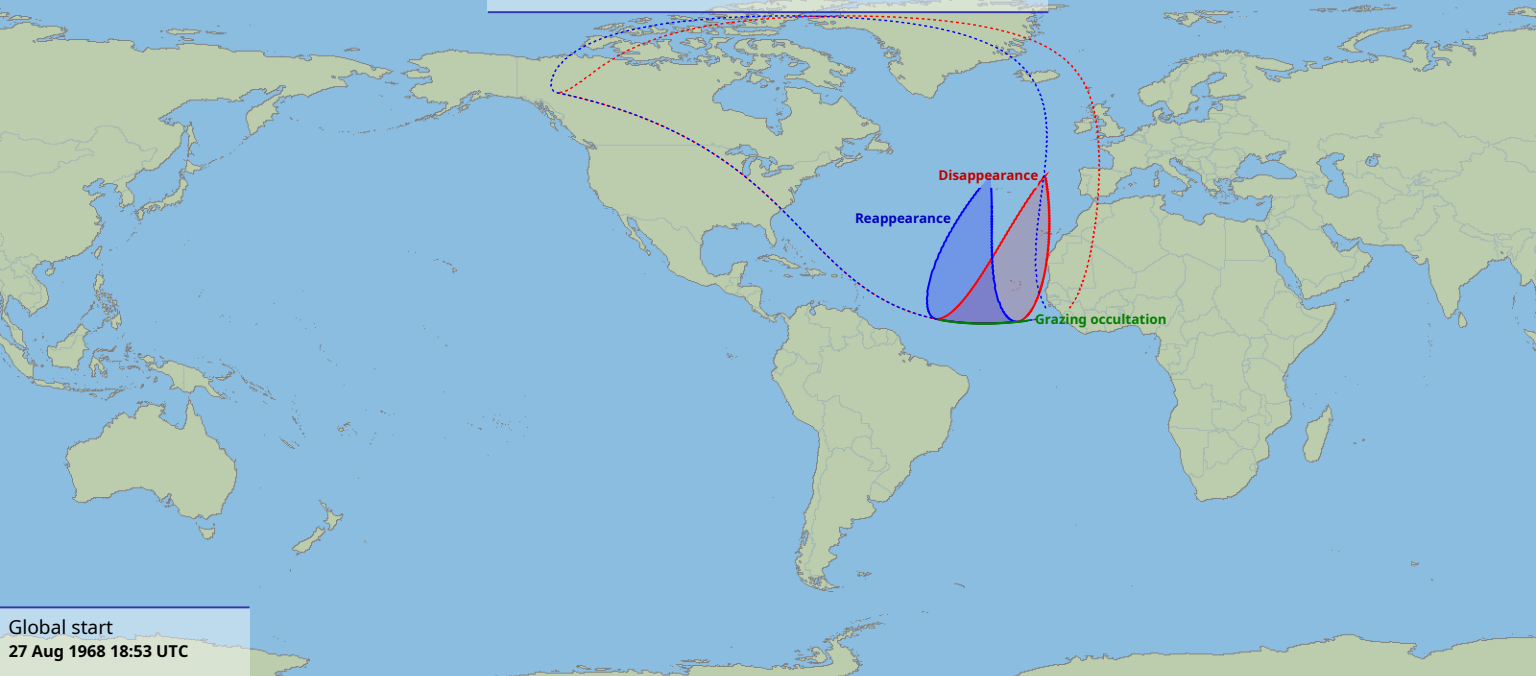 Disappearance
Reappearance
Grazing occultation
Global start
27 Aug 1968 18:53 UTC